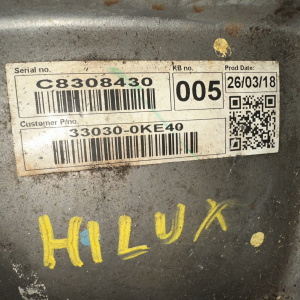 Serial no. KB no. Prod Date:
C8308430 005 26/03/18
Customer P/no.
33030-0KE40
HILUX